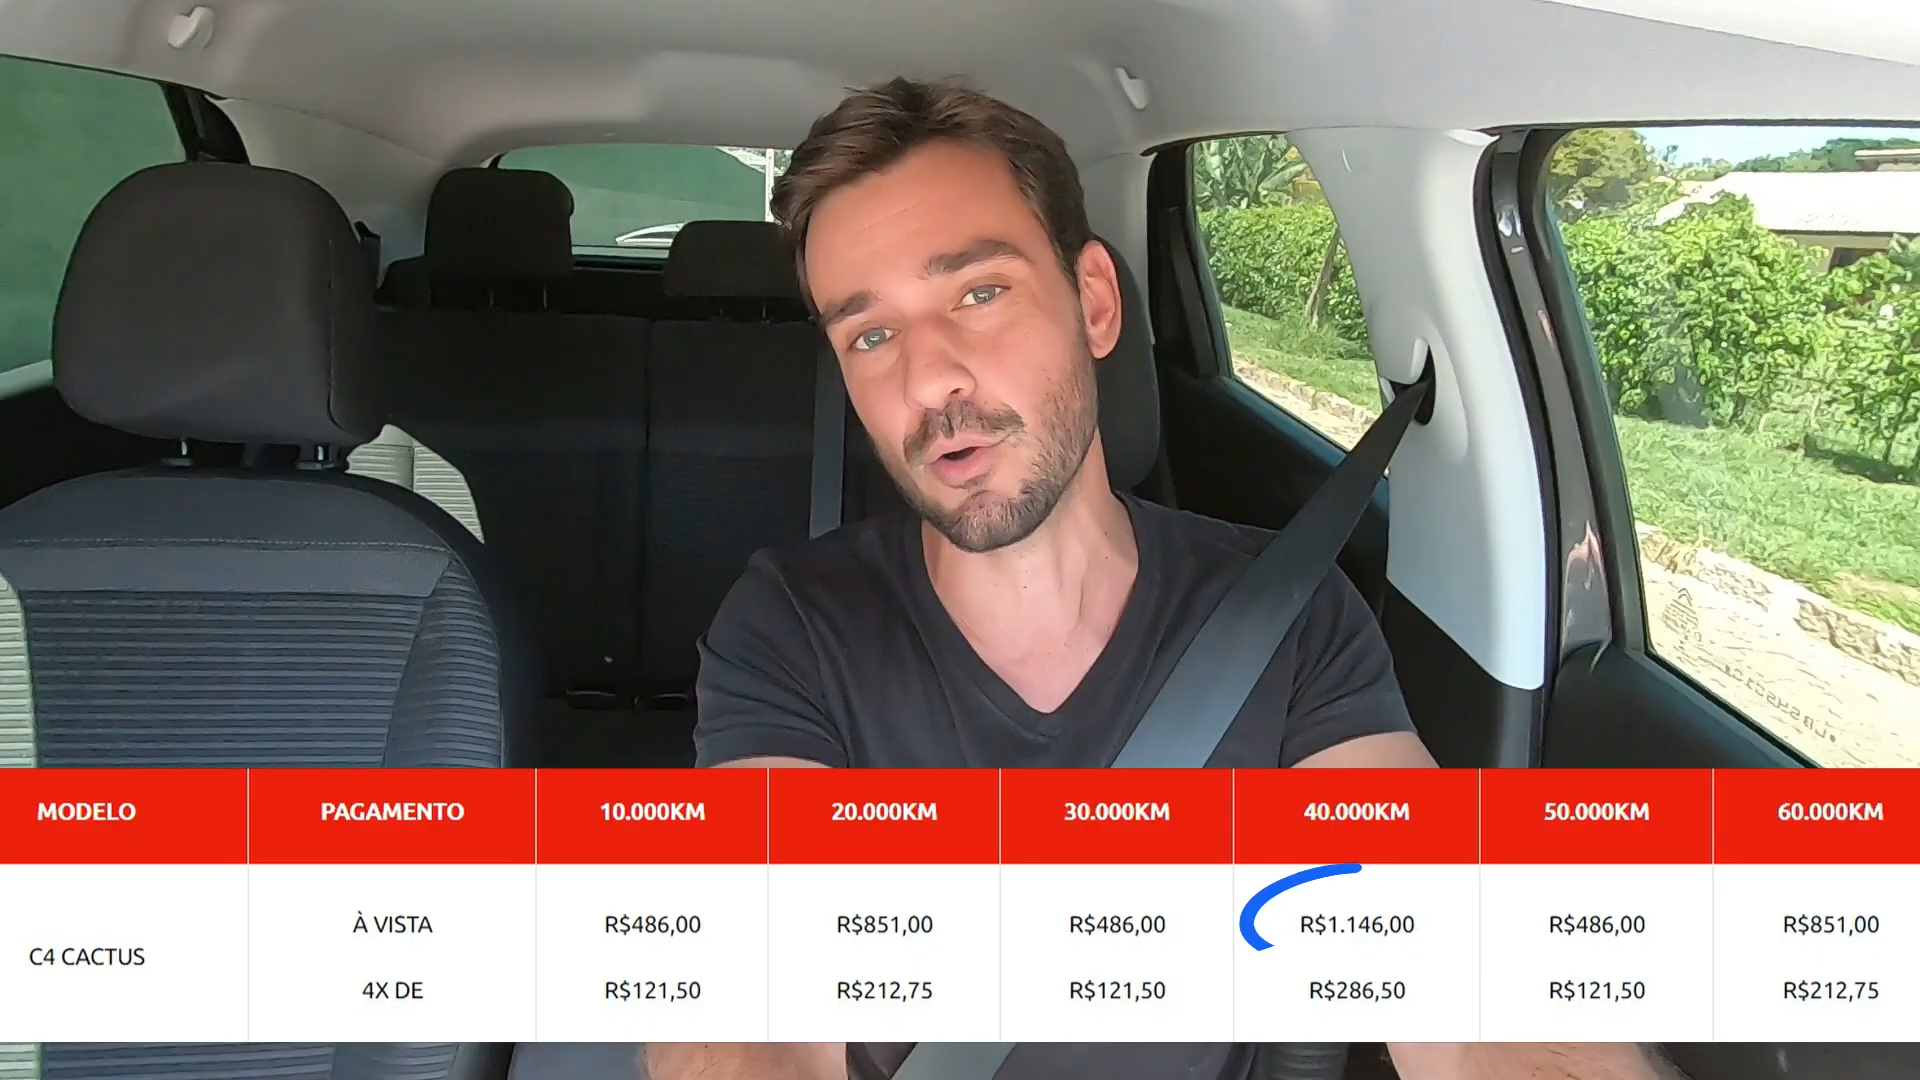 MODELO PAGAMENTO 10.000KM 20.000KM 30.000KM 40.000KM 50.000KM 60.000KM
À VISTA R$486,00 R$851,00 R$486,00 R$1.146,00 R$486,00 R$851,00
C4 CACTUS
4X DE R$121,50 R$212,75 R$121,50 R$286,50 R$121,50 R$212,75